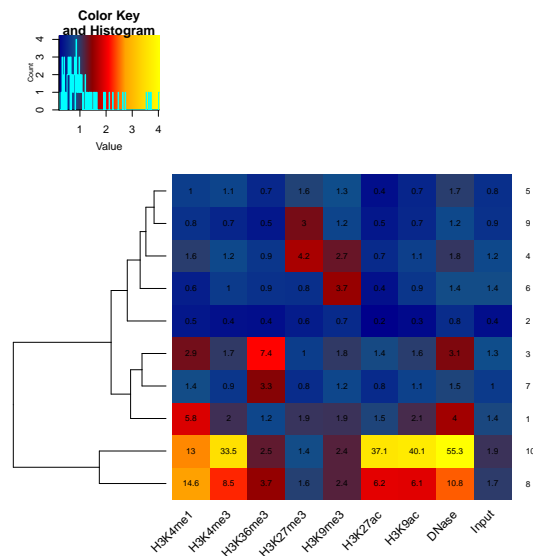 Color Key
and Histogram
Count
0 1 2 3 4
1 2 3 4
Value
1 1.1 0.7 1.6 1.3 0.4 0.7 1.7 0.8 5
0.8 0.7 0.5 3 1.2 0.5 0.7 1.2 0.9 9
1.6 1.2 0.9 4.2 2.7 0.7 1.1 1.8 1.2 4
1 0.9 0.8 3.7 0.4 0.9 1.4 1.4 6
0.5 0.4 0.4 0.6 0.7 0.8 0.4 2
2.9 1.7 7.4 1 1.8 1.4 1.6 3.1 1.3 3
1.4 0.9 3.3 0.8 1.2 0.8 1.1 1.5 1 7
5.8 2 1.2 1.9 1.9 1.5 2.1 4 1.4 1
13 33.5 2.5 1.4 2.4 37.1 40.1 55.3 1.9 10
14.6 8.5 3.7 1.6 2.4 6.2 6.1 10.8 1.7 8
H3K4me1 H3K4me3 H3K36me3 H3K27me3 H3K9me3 H3K27ac H3K9ac DNase Input